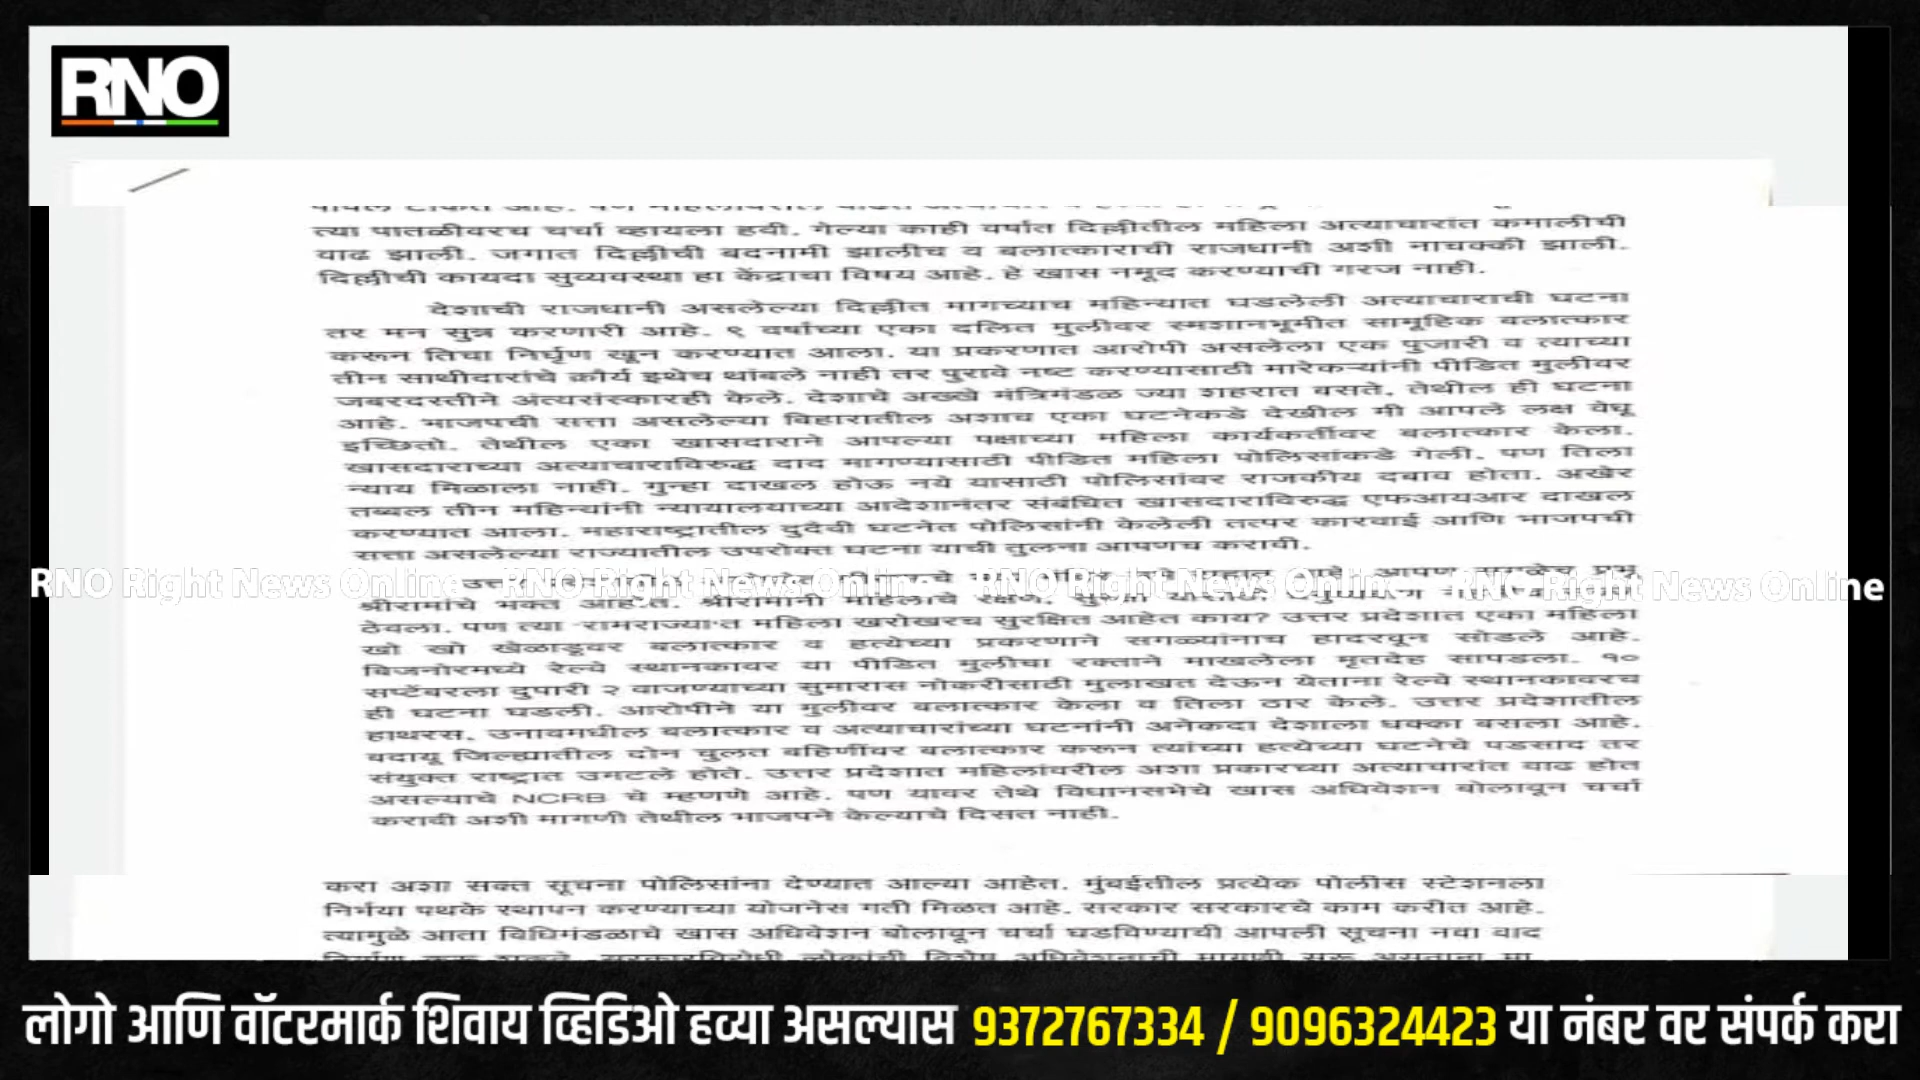 RNO
त्या पातळीवरच चर्चा व्हायला हवी. गेल्या काही वर्षात दिल्लीतील महिला अत्याचारांत कमालीची
वाढ झाली. जगात दिल्लीची बदनामी झालीच व बलात्काराची राजधानी अशी नाचक्की झाली.
दिल्लीची कायदा सुव्यवस्था हा केंद्राचा विषय आहे. हे खास नमूद करण्याची गरज नाही.
देशाची राजधानी असलेल्या दिल्लीत मागच्याच महिन्यात घडलेली अत्याचाराची घटना
तर मन सुन्न करणारी आहे. ९ वर्षाच्या एका दलित मुलीवर स्मशानभूमीत सामूहिक बलात्कार
करून तिचा निर्घृण खून करण्यात आला. या प्रकरणात आरोपी असलेला एक पुजारी व त्याच्या
तीन साथीदारांचे क्रौर्य इथेच थांबले नाही तर पुरावे नष्ट करण्यासाठी मारेकऱ्यांनी पीडित मुलीवर
जबरदस्तीने अंत्यसंस्कारही केले. देशाचे अख्खे मंत्रिमंडळ ज्या शहरात बसते, तेथील ही घटना
आहे. भाजपची सत्ता असलेल्या बिहारातील अशाच एका घटनेकडे देखील मी आपले लक्ष वेधू
इच्छितो. तेथील एका खासदाराने आपल्या पक्षाच्या महिला कार्यकर्तीवर बलात्कार केला.
खासदाराच्या अत्याचाराविरुद्ध दाद मागण्यासाठी पीडित महिला पोलिसांकडे गेली. पण तिला
न्याय मिळाला नाही. गुन्हा दाखल होऊ नये यासाठी पोलिसांवर राजकीय दबाव होता. अखेर
तब्बल तीन महिन्यांनी न्यायालयाच्या आदेशानंतर संबंधित खासदाराविरुद्ध एफआयआर दाखल
करण्यात आला. महाराष्ट्रातील दुदैवी घटनेत पोलिसांनी केलेली तत्पर कारवाई आणि भाजपची
सत्ता असलेल्या राज्यातील उपरोक्त घटना याची तुलना आपणच करावी.
RNO Right News Online RNO Right News Online RNO Right News Online RNO Right News Online
श्रीरामांचे भक्त आहोत. श्रीरामांनी महिलांचे रक्षण,
ठेवला. पण त्या 'रामराज्या'त महिला खरोखरच सुरक्षित आहेत काय? उत्तर प्रदेशात एका महिला
खो खो खेळाडूवर बलात्कार व हत्येच्या प्रकरणाने सगळ्यांनाच हादरवून सोडले आहे.
बिजनोरमध्ये रेल्वे स्थानकावर या पीडित मुलीचा रक्ताने माखलेला मृतदेह सापडला. १०
सप्टेंबरला दुपारी २ वाजण्याच्या सुमारास नोकरीसाठी मुलाखत देऊन येताना रेल्वे स्थानकावरच
ही घटना घडली. आरोपीने या मुलीवर बलात्कार केला व तिला ठार केले. उत्तर प्रदेशातील
हाथरस, उनावमधील बलात्कार व अत्याचारांच्या घटनांनी अनेकदा देशाला धक्का बसला आहे.
बदायू जिल्ह्यातील दोन चुलत बहिणींवर बलात्कार करून त्यांच्या हत्येच्या घटनेचे पडसाद तर
संयुक्त राष्ट्रात उमटले होते. उत्तर प्रदेशात महिलांवरील अशा प्रकारच्या अत्याचारांत वाढ होत
असल्याचे NCRB चे म्हणणे आहे. पण यावर तेथे विधानसभेचे खास अधिवेशन बोलावून चर्चा
करावी अशी मागणी तेथील भाजपने केल्याचे दिसत नाही.
करा अशा सक्त सूचना पोलिसांना देण्यात आल्या आहेत. मुंबईतील प्रत्येक पोलीस स्टेशनला
निर्भया पथके स्थापन करण्याच्या योजनेस गती मिळत आहे. सरकार सरकारचे काम करीत आहे.
त्यामुळे आता विधिमंडळाचे खास अधिवेशन बोलावून चर्चा घडविण्याची आपली सूचना नवा वाद
लोगो आणि वॉटरमार्क शिवाय व्हिडिओ हव्या असल्यास 9372767334 / 9096324423 या नंबर वर संपर्क करा